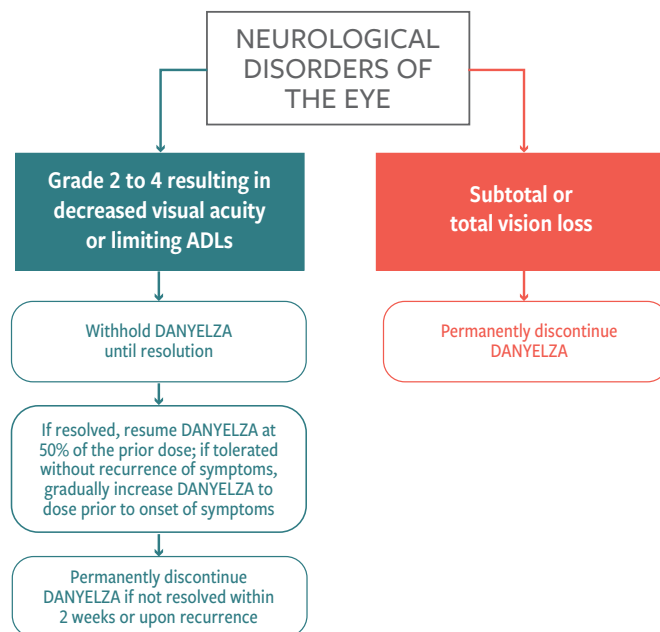 NEUROLOGICAL
DISORDERS OF
THE EYE
Grade 2 to 4 resulting in
decreased visual acuity
or limiting ADLs
Withhold DANYELZA
until resolution
If resolved, resume DANYELZA at
50% of the prior dose; if tolerated
without recurrence of symptoms,
gradually increase DANYELZA to
dose prior to onset of symptoms
Permanently discontinue
DANYELZA if not resolved within
2 weeks or upon recurrence
Subtotal or
total vision loss
Permanently discontinue
DANYELZA